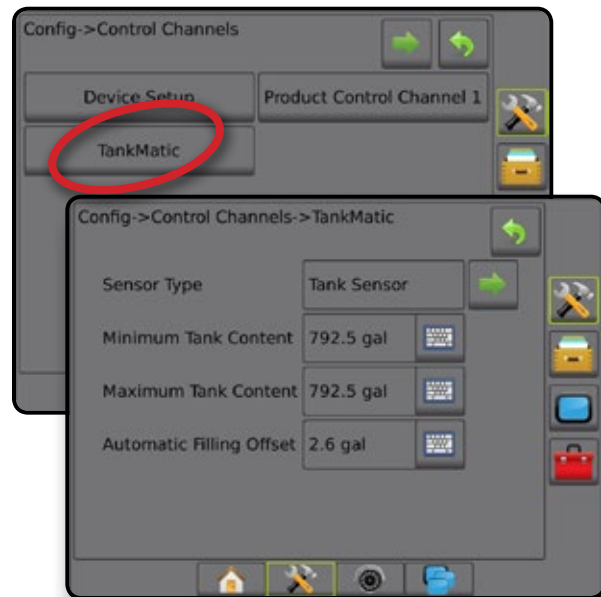 Config->Control Channels
Device Setup
Product Control Channel 1
TankMatic
Config->Control Channels->TankMatic
Sensor Type
Tank Sensor
Minimum Tank Content
792.5 gal
Maximum Tank Content
792.5 gal
Automatic Filling Offset
2.6 gal